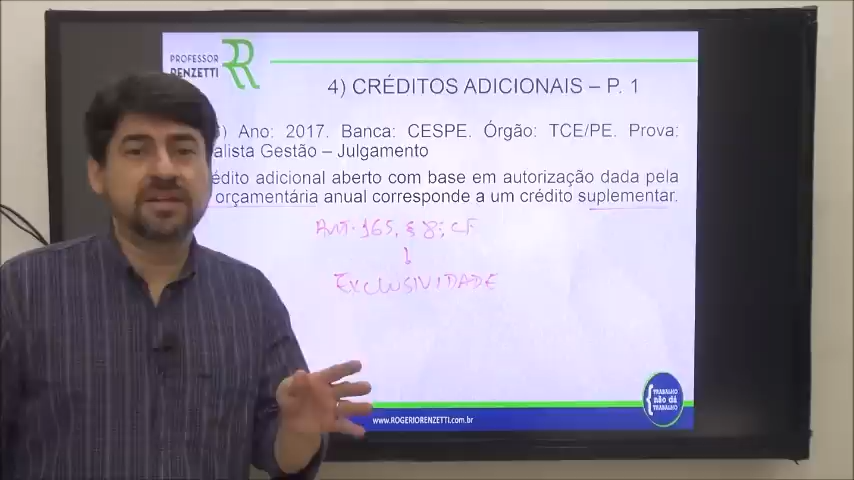 PROFESSOR
RENZETTI
4) CRÉDITOS ADICIONAIS – P. 1
) Ano: 2017. Banca: CESPE. Órgão: TCE/PE. Prova:
alista Gestão – Julgamento
édito adicional aberto com base em autorização dada pela
orçamentária anual corresponde a um crédito suplementar.
ART. 165, § 8º, CF
EXCLUSIVIDADE
TRABALHO
não dá
TRABALHO
www.ROGERIORENZETTI.com.br